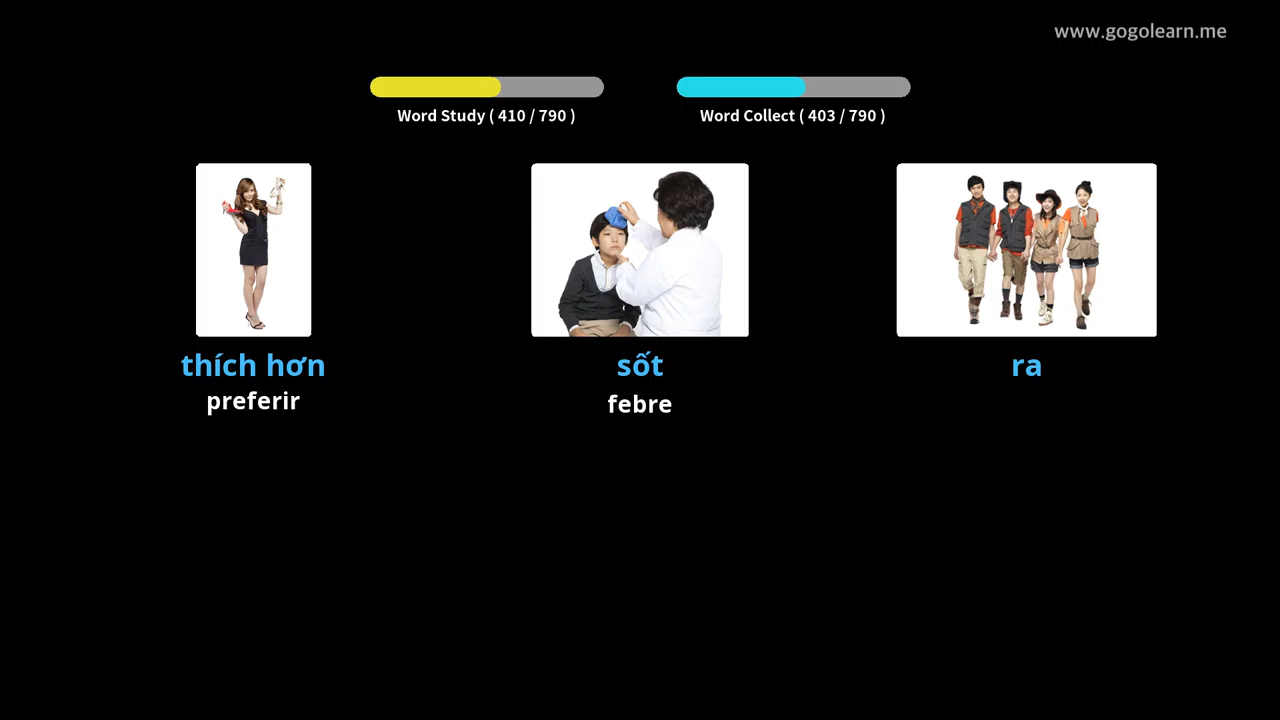 www.gogolearn.me
Word Study ( 410 / 790 )
Word Collect ( 403 / 790 )
thích hơn
preferir
sốt
febre
ra